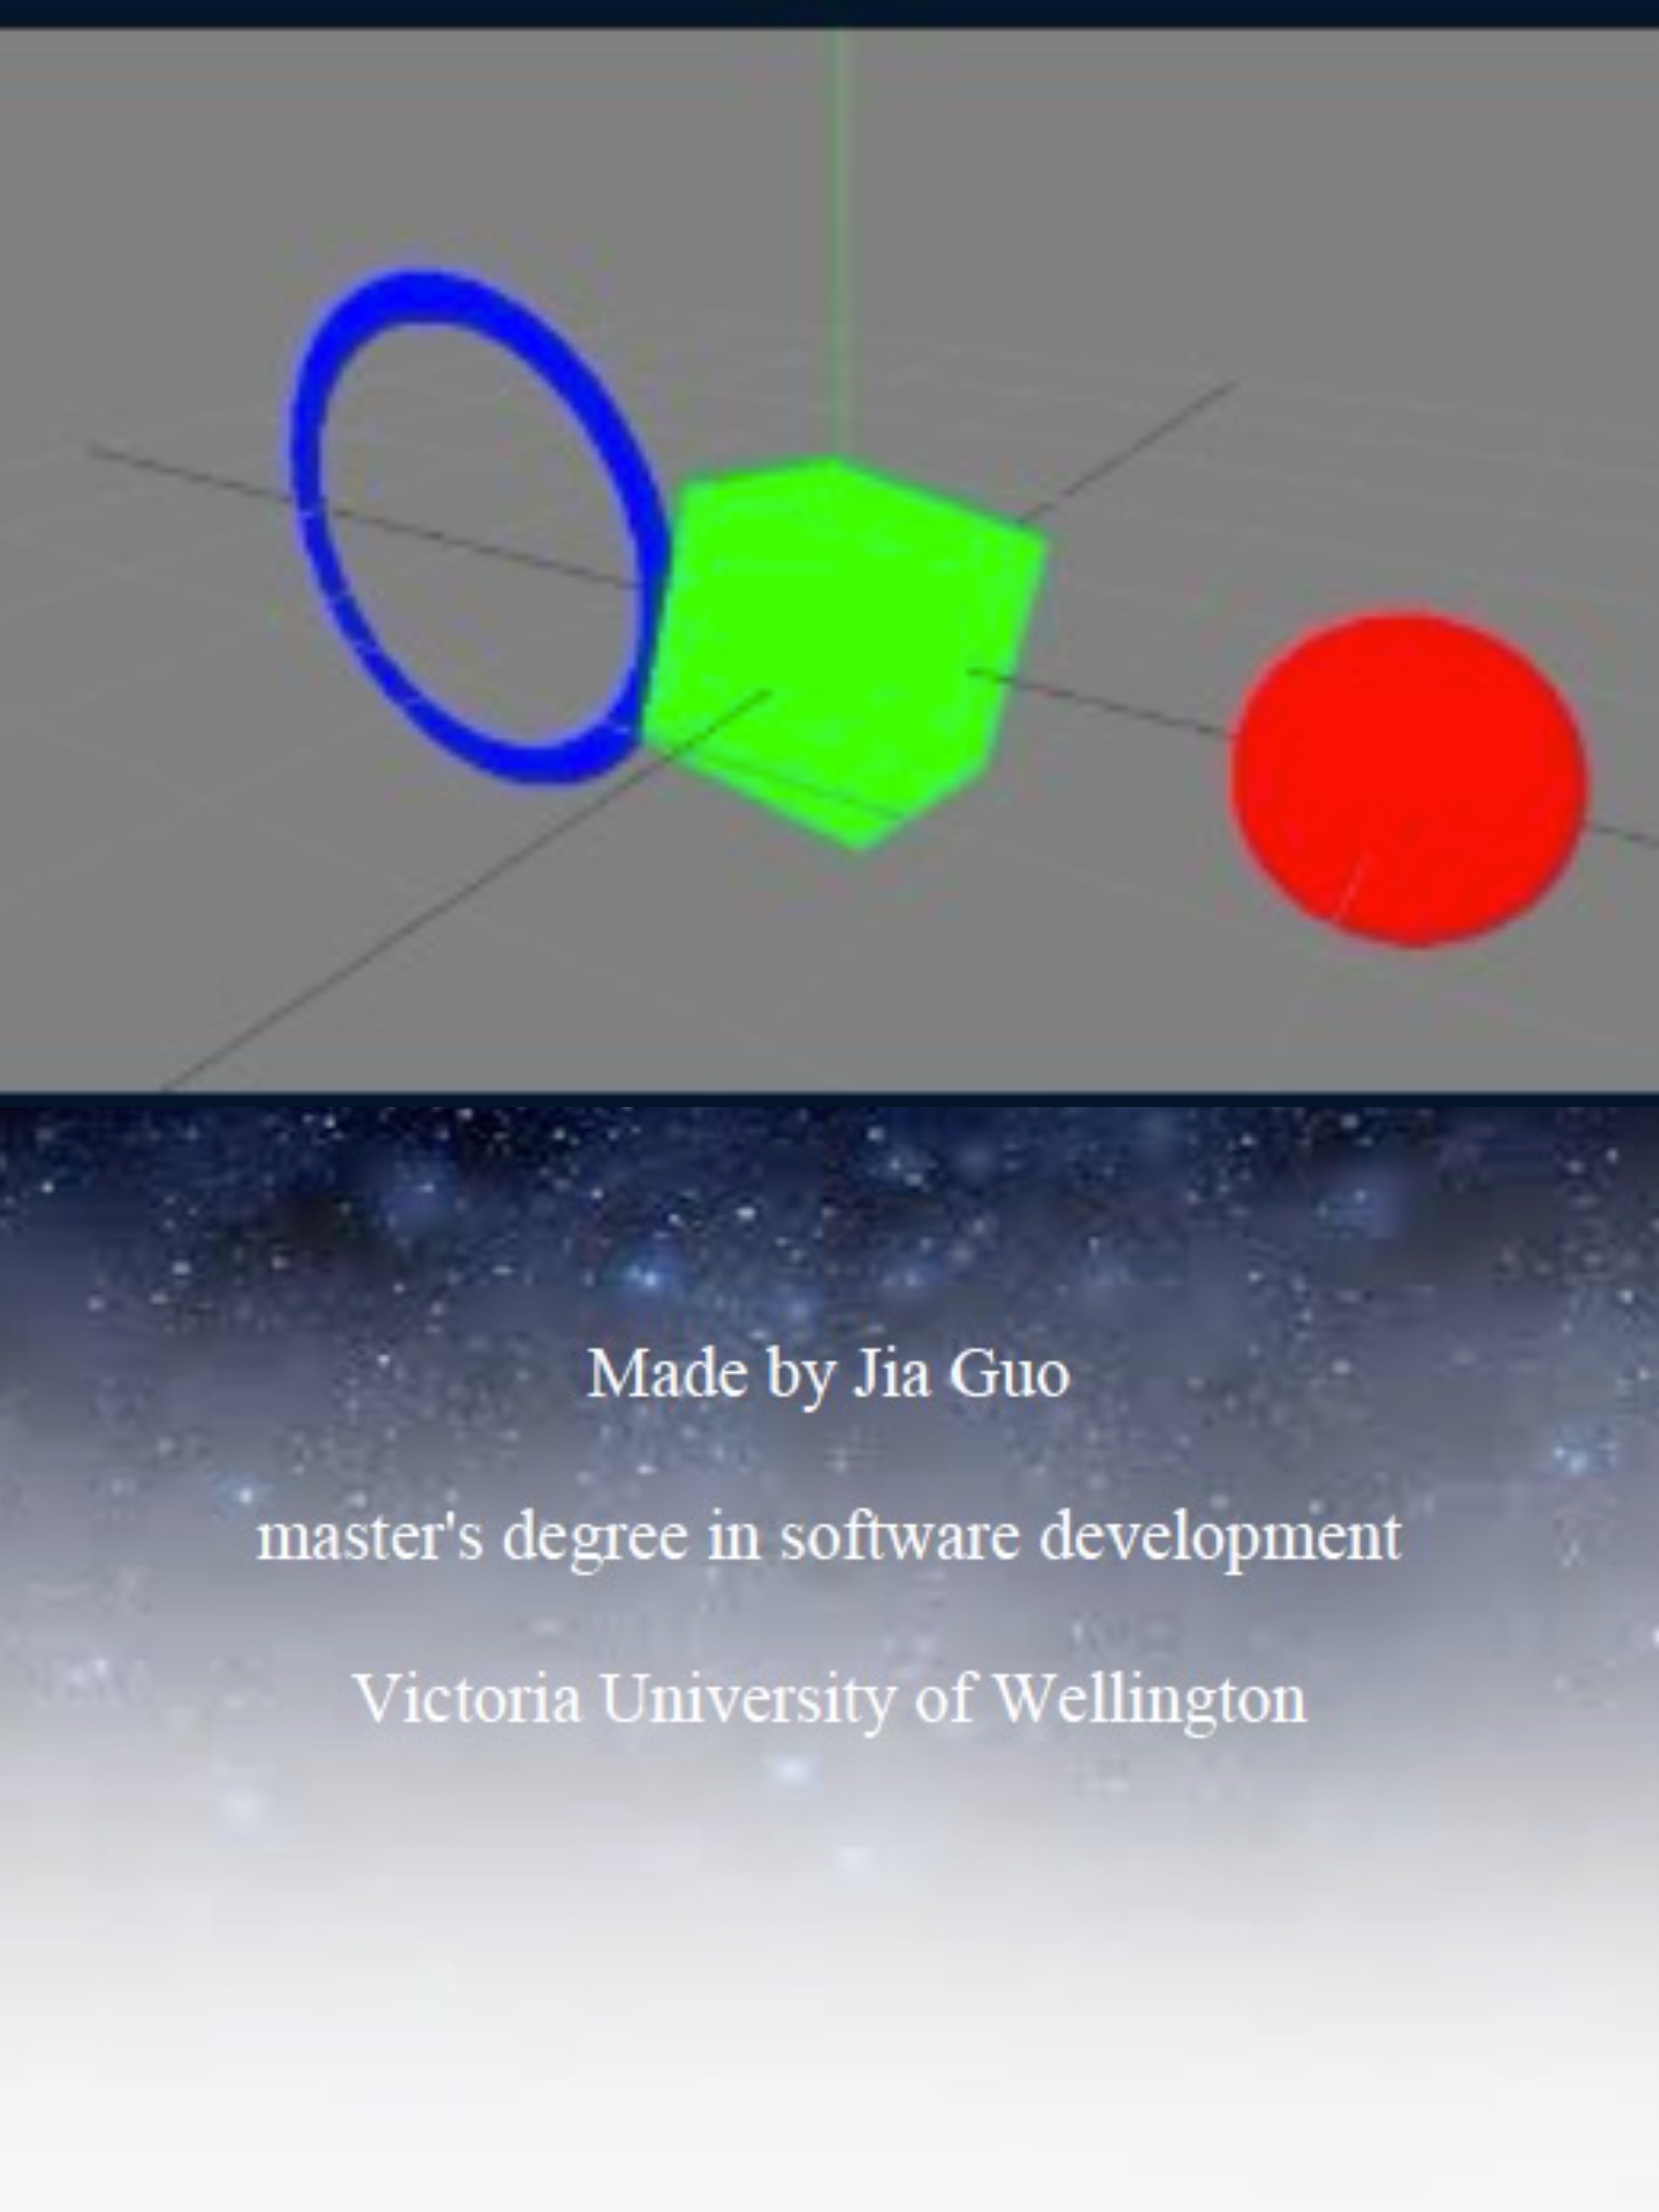 Made by Jia Guo
master's degree in software development
Victoria University of Wellington